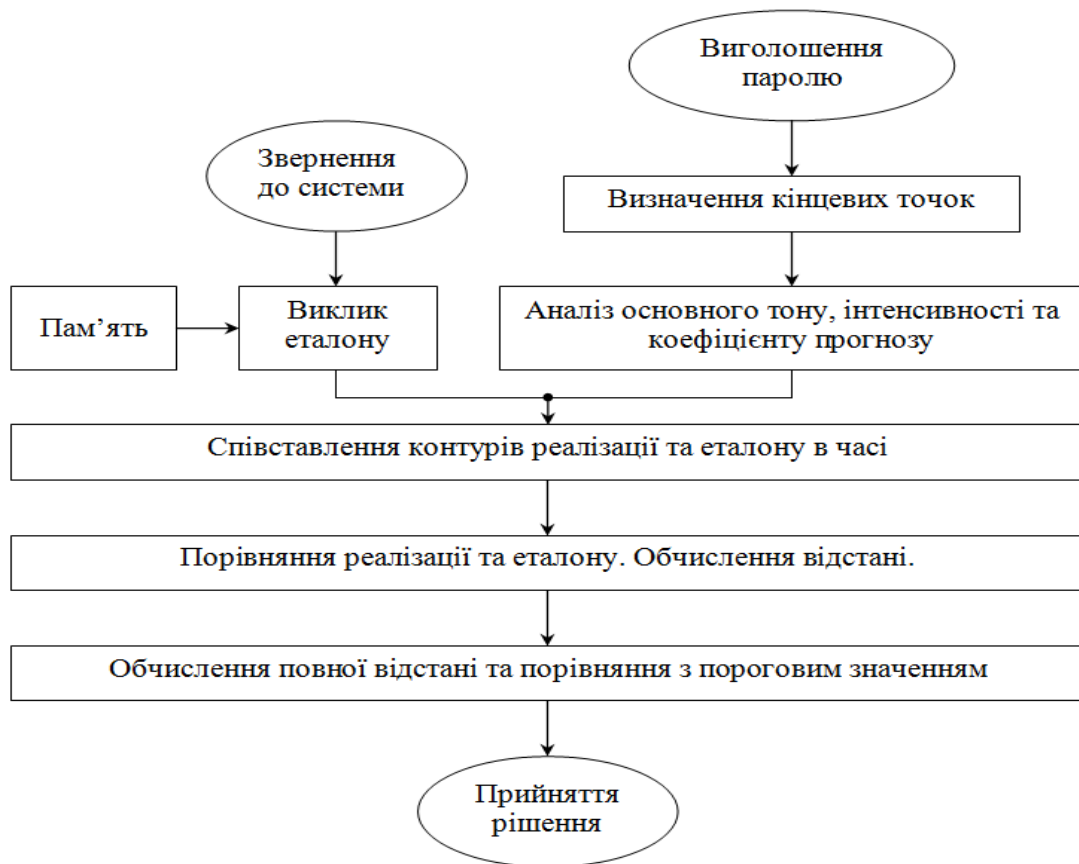 Виголошення
паролю
Звернення
до системи
Визначення кінцевих точок
Пам’ять
Виклик
еталону
Аналіз основного тону, інтенсивності та
коефіцієнту прогнозу
Співставлення контурів реалізації та еталону в часі
Порівняння реалізації та еталону. Обчислення відстані.
Обчислення повної відстані та порівняння з пороговим значенням
Прийняття
рішення